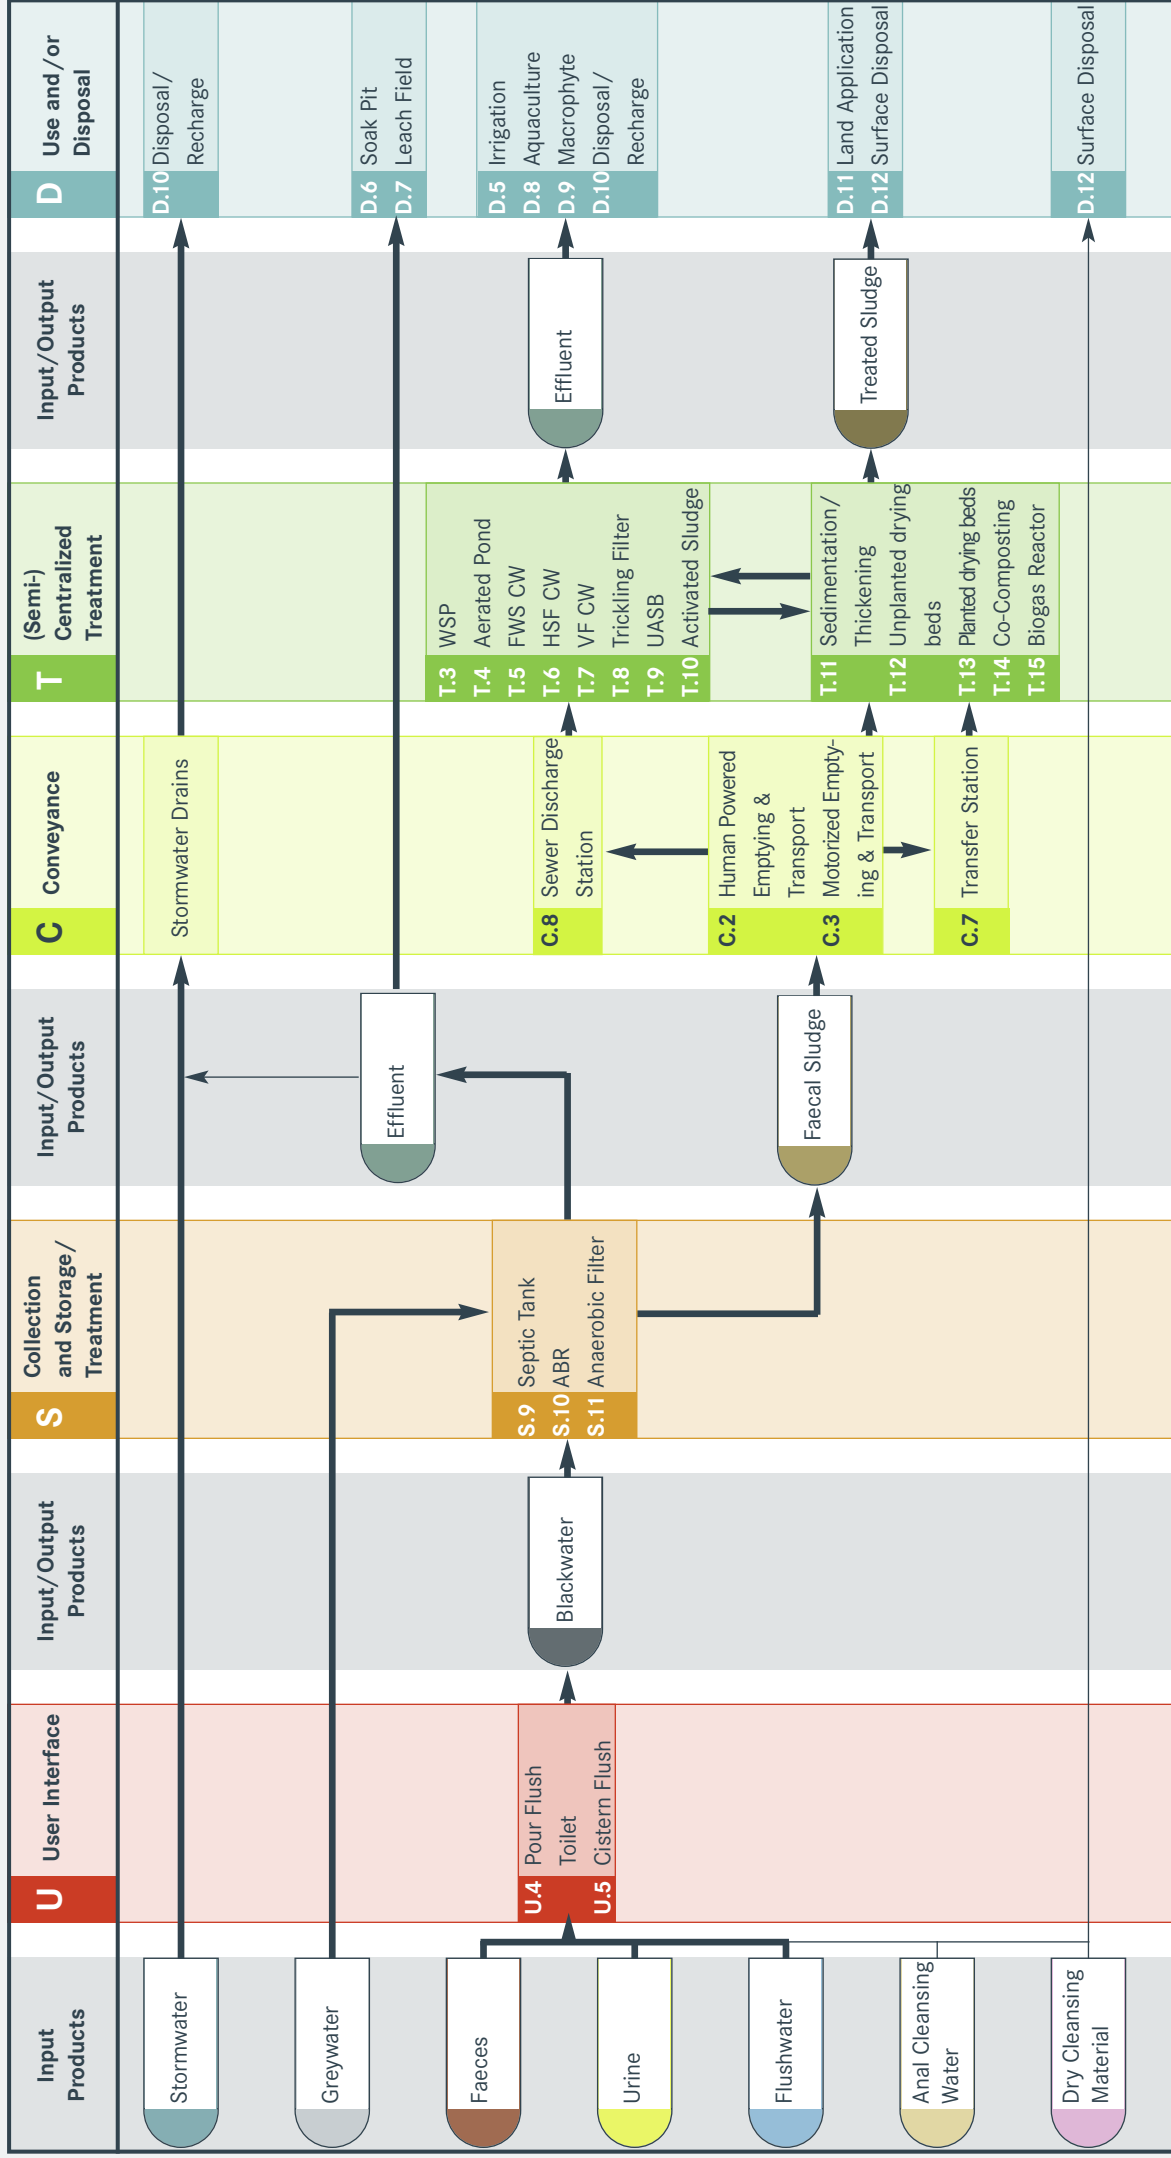 Input
Products
U
User Interface
Input/Output
Products
S
Collection
and Storage/
Treatment
Input/Output
Products
C
Conveyance
T
(Semi-)
Centralized
Treatment
Input/Output
Products
D
Use and/or
Disposal
Stormwater
Greywater
Faeces
Urine
Flushwater
Anal Cleansing
Water
Dry Cleansing
Material
U.4 Pour Flush
Toilet
U.5 Cistern Flush
Blackwater
S.9 Septic Tank
S.10 ABR
S.11 Anaerobic Filter
Effluent
Faecal Sludge
Stormwater Drains
C.8 Sewer Discharge
Station
C.2 Human Powered
Emptying &
Transport
C.3 Motorized Empty-
ing & Transport
C.7 Transfer Station
T.3 WSP
T.4 Aerated Pond
T.5 FWS CW
T.6 HSF CW
T.7 VF CW
T.8 Trickling Filter
T.9 UASB
T.10 Activated Sludge
T.11 Sedimentation/
Thickening
T.12 Unplanted drying
beds
T.13 Planted drying beds
T.14 Co-Composting
T.15 Biogas Reactor
Effluent
Treated Sludge
D.10 Disposal/
Recharge
D.6 Soak Pit
D.7 Leach Field
D.5 Irrigation
D.8 Aquaculture
D.9 Macrophyte
D.10 Disposal/
Recharge
D.11 Land Application
D.12 Surface Disposal
D.12 Surface Disposal